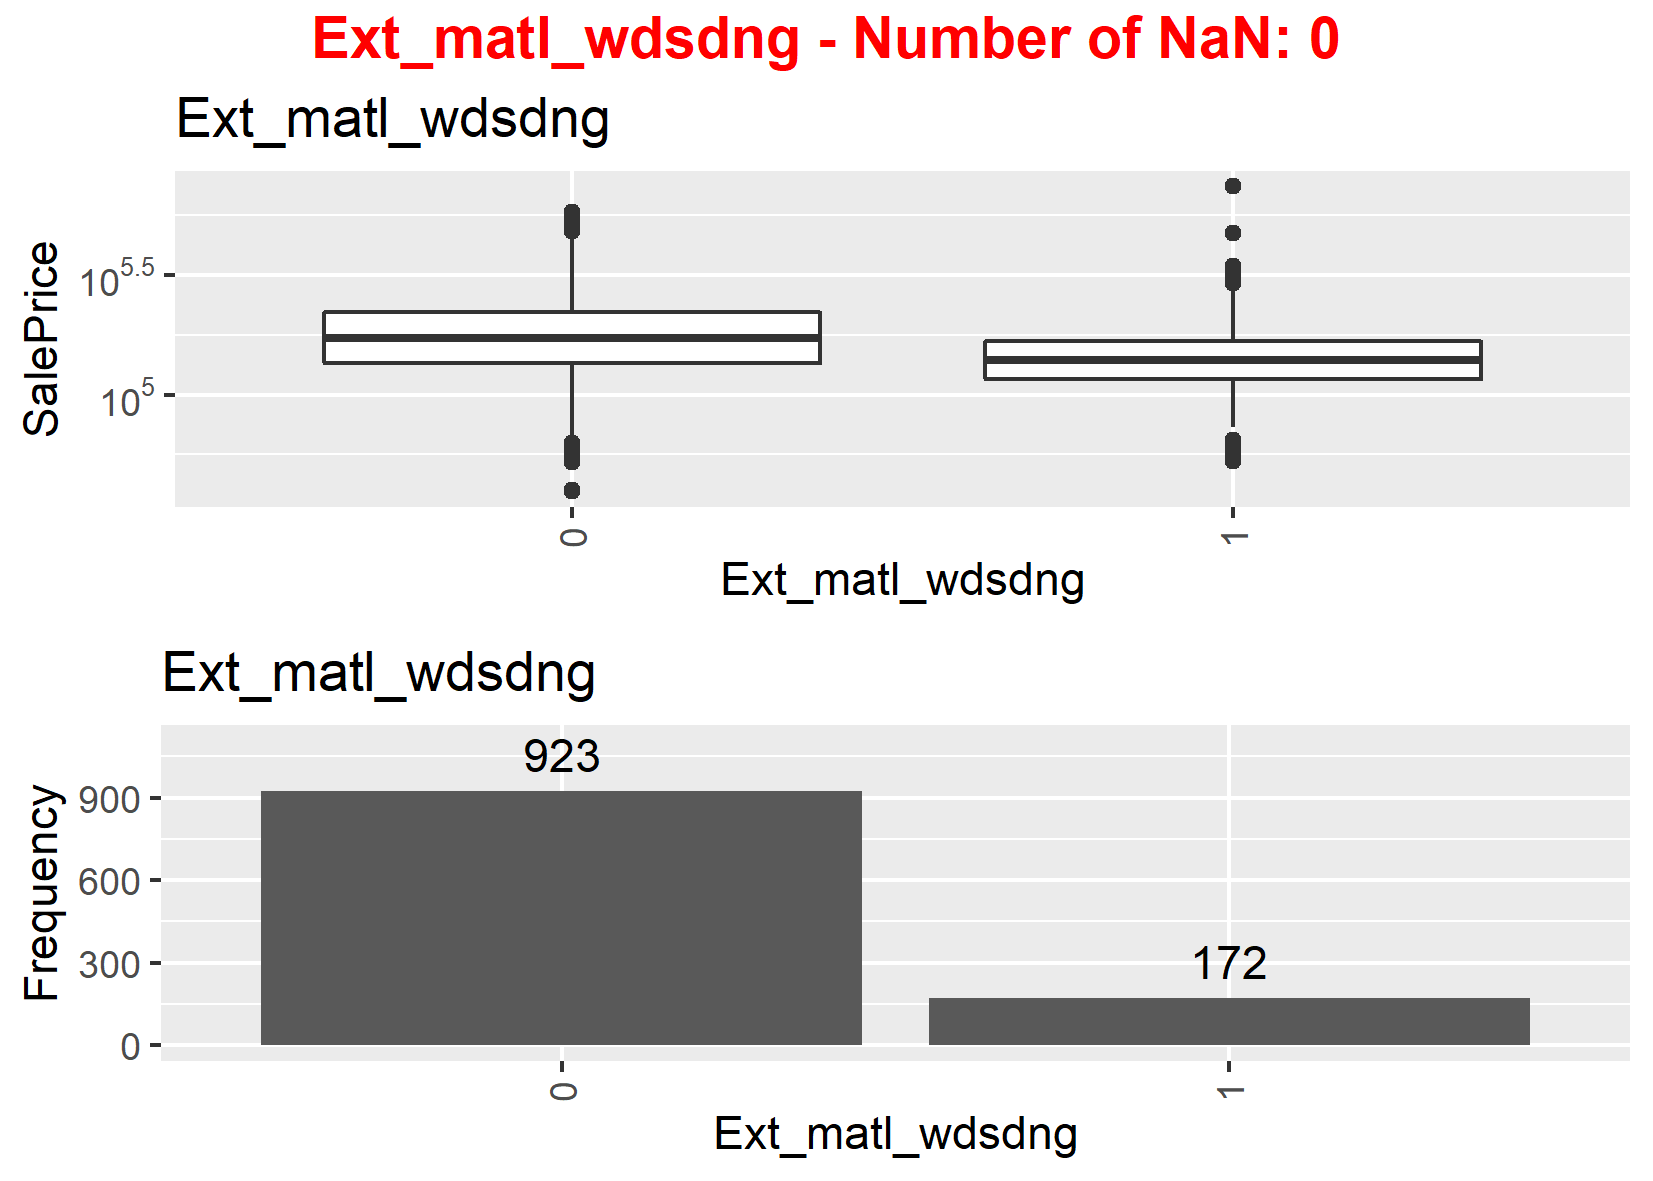 Ext_matl_wdsdng - Number of NaN: 0
Ext_matl_wdsdng
SalePrice
10^5.5
10^5
0
1
Ext_matl_wdsdng
Ext_matl_wdsdng
Frequency
923
172
900
600
300
0
0
1
Ext_matl_wdsdng